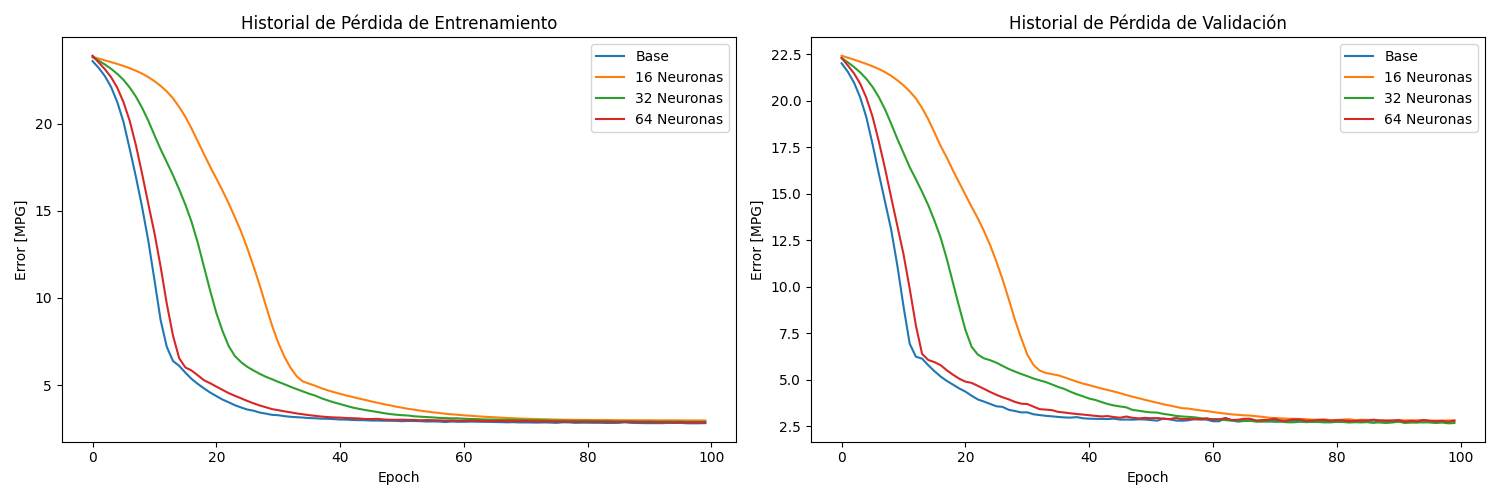 Historial de Pérdida de Entrenamiento
Error [MPG]
20
15
10
5
0
20
40
60
80
100
Epoch
Base
16 Neuronas
32 Neuronas
64 Neuronas
Historial de Pérdida de Validación
Error [MPG]
22.5
20.0
17.5
15.0
12.5
10.0
7.5
5.0
2.5
0
20
40
60
80
100
Epoch
Base
16 Neuronas
32 Neuronas
64 Neuronas